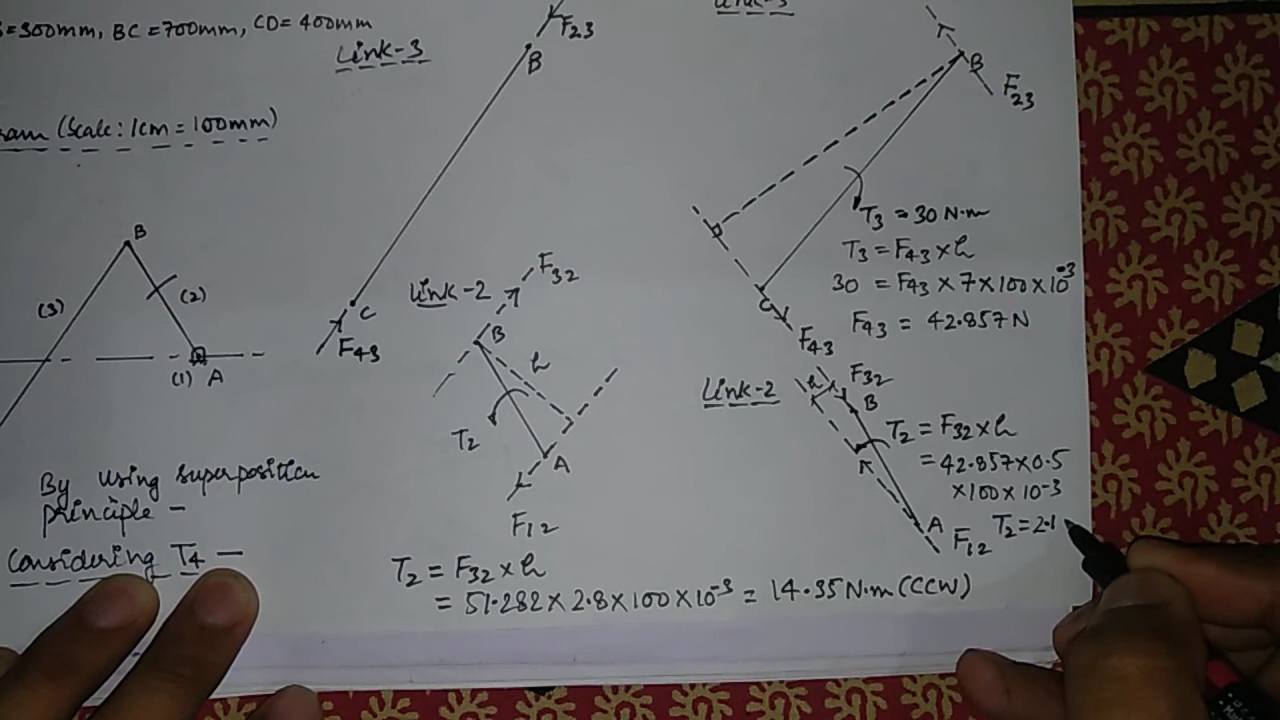 =300mm, BC=700mm, CD=400mm
(Scale: 1cm=100mm)
B
(3)
(2)
(1) A
By using superposition
principle -
Considering T4 -
Link-3
F23
B
C
F43
Link-2
F32
B
h
T2
A
F12
T2 = F32×h
= 51.282×2.8×100×10⁻³ = 14.35 N·m (CCW)
B
F23
T3 = 30 N·m
T3 = F43×h
30 = F43×7×100×10⁻³
F43 = 42.857N
C
F43
Link-2
h
F32
B
T2 = F32×h
= 42.857×0.5
×100×10⁻³
A
F12
T2=2.1